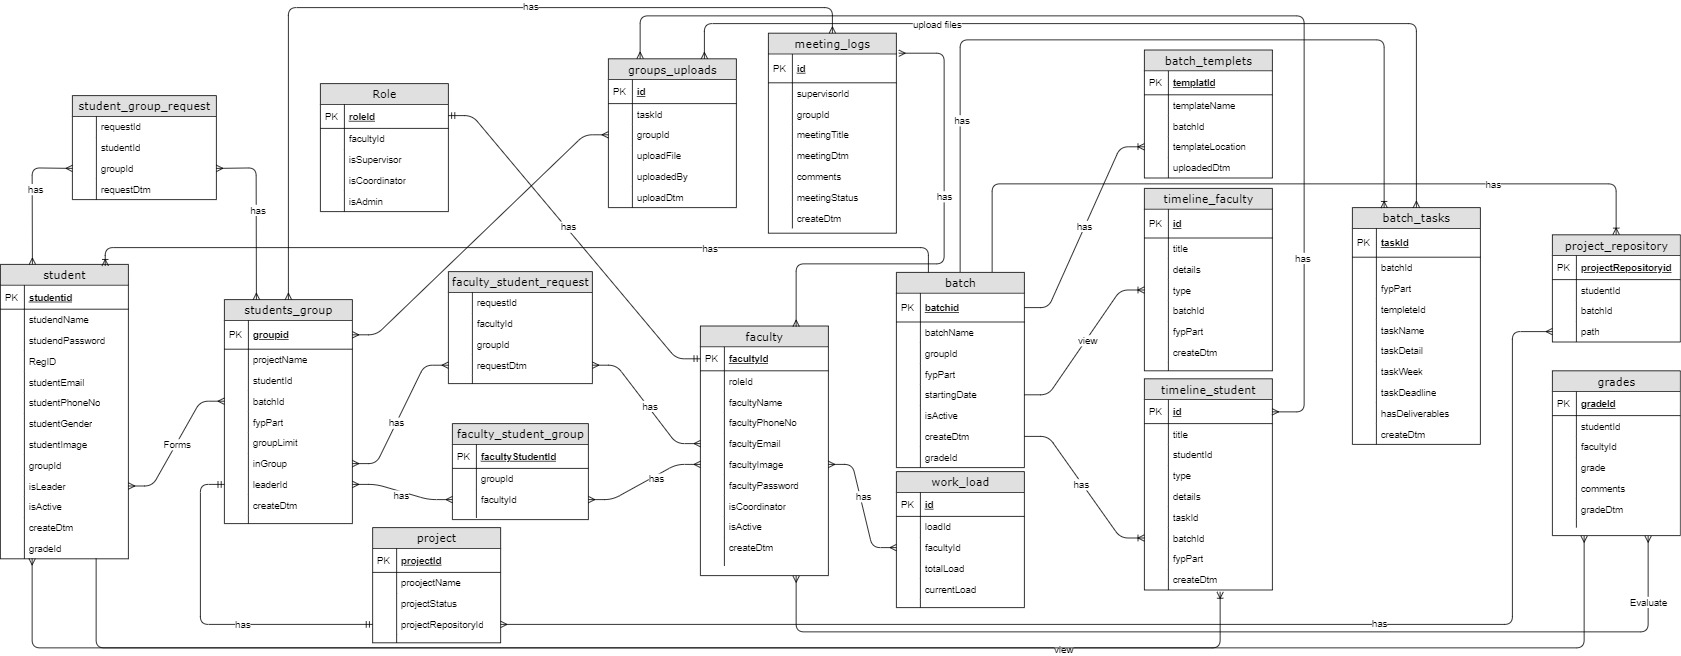 has
upload files
meeting_logs
PK id
supervisorId
groupId
meetingTitle
meetingDtm
comments
meetingStatus
createDtm
groups_uploads
PK id
taskId
groupId
uploadFile
uploadedBy
uploadDtm
batch_templets
PK templatId
templateName
batchId
templateLocation
uploadedDtm
Role
PK roleId
facultyId
isSupervisor
isCoordinator
isAdmin
student_group_request
requestId
studentId
groupId
requestDtm
has
has
has
has
has
has
has
has
has
view
has
timeline_faculty
PK id
title
details
type
batchId
fypPart
createDtm
batch_tasks
PK taskId
batchId
fypPart
templeteId
taskName
taskDetail
taskWeek
taskDeadline
hasDeliverables
createDtm
project_repository
PK projectRepositoryid
studentId
batchId
path
student
PK studentid
studendName
studendPassword
RegID
studentEmail
studentPhoneNo
studentGender
studentImage
groupId
isLeader
isActive
createDtm
gradeId
Forms
students_group
PK groupid
projectName
studentId
batchId
fypPart
groupLimit
inGroup
leaderId
createDtm
faculty_student_request
requestId
facultyId
groupId
requestDtm
has
has
faculty_student_group
PK facultyStudentId
groupId
facultyId
has
has
faculty
PK facultyId
roleId
facultyName
facultyPhoneNo
facultyEmail
facultyImage
facultyPassword
isCoordinator
isActive
createDtm
has
batch
PK batchid
batchName
groupId
fypPart
startingDate
isActive
createDtm
gradeId
work_load
PK id
loadId
facultyId
totalLoad
currentLoad
has
timeline_student
PK id
title
studentId
type
details
taskId
batchId
fypPart
createDtm
grades
PK gradeId
studentId
facultyId
grade
comments
gradeDtm
project
PK projectId
proojectName
projectStatus
projectRepositoryId
has
has
Evaluate
view